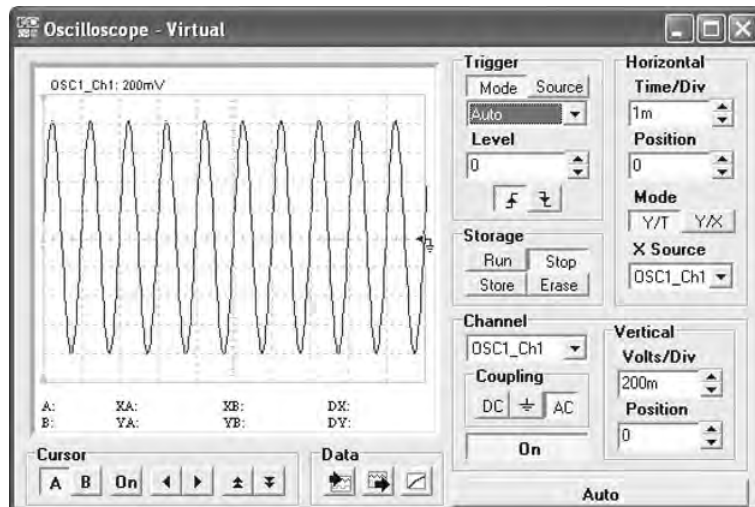 Oscilloscope - Virtual
OSC1_Ch1: 200mV
A: XA: XB: DX:
B: YA: YB: DY:
Cursor
A B On
Data
Trigger
Mode Source
Auto
Level
0
Storage
Run Stop
Store Erase
Horizontal
Time/Div
1m
Position
0
Mode
Y/T Y/X
X Source
OSC1_Ch1
Channel
OSC1_Ch1
Coupling
DC AC
On
Vertical
Volts/Div
200m
Position
0
Auto